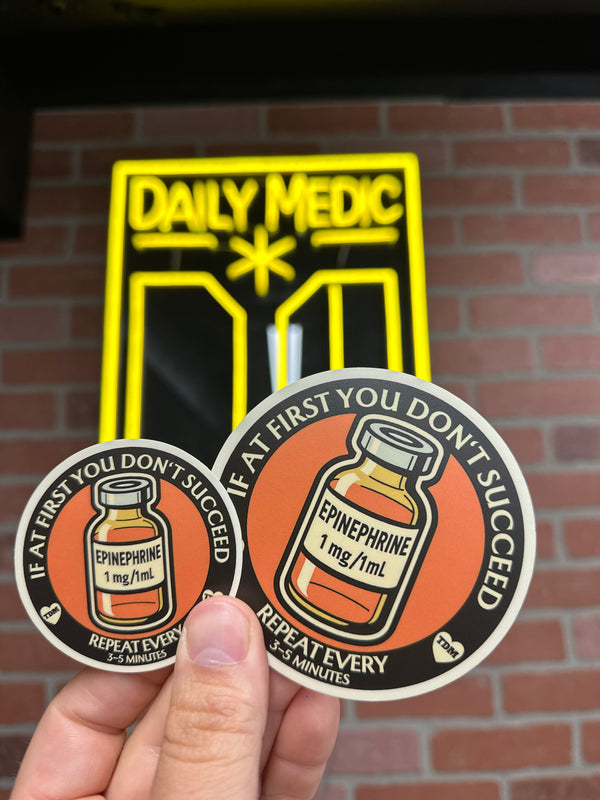 DAILY MEDIC
IF AT FIRST YOU DON'T SUCCEED
EPINEPHRINE
1 mg/1mL
REPEAT EVERY
3-5 MINUTES
TDM
IF AT FIRST YOU DON'T SUCCEED
EPINEPHRINE
1 mg/1mL
REPEAT EVERY
3-5 MINUTES
TDM